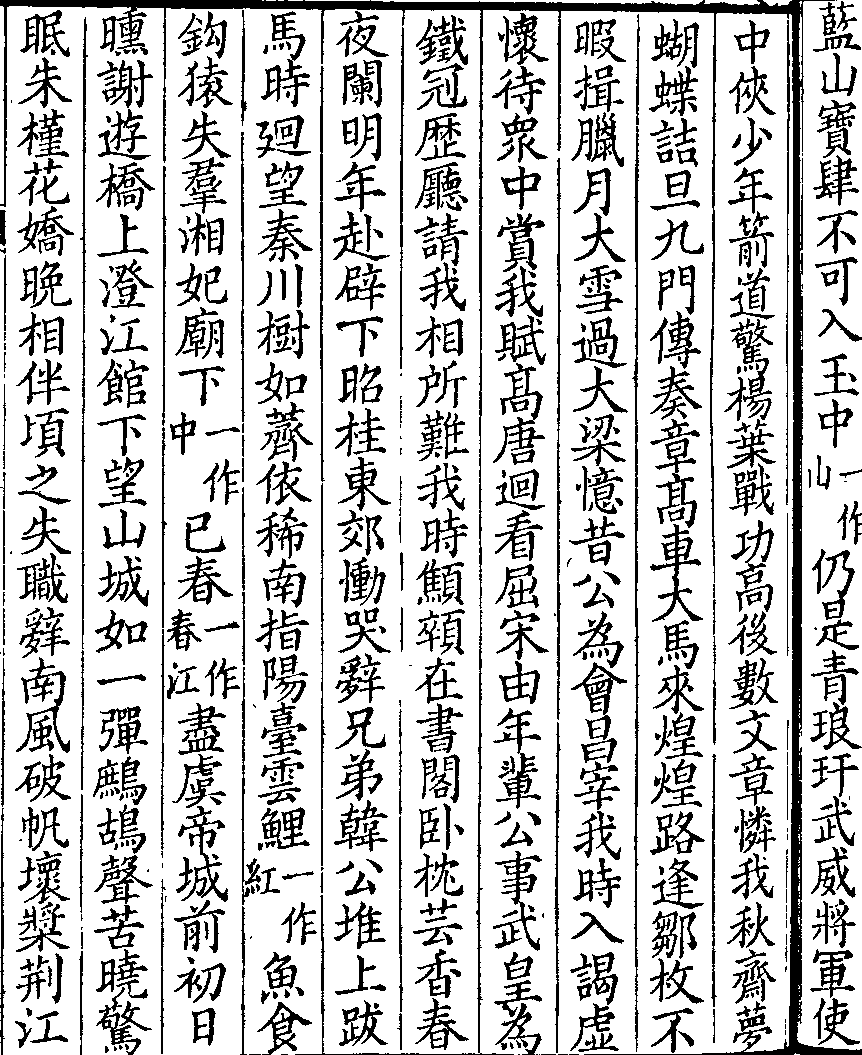 藍山寶肆不可入玉中一作山仍是青琅玕武威將軍使
中俠少年箭道驚楊葉戰功高後數文章憐我秋齋夢
蝴蝶詰旦九門傳奏章髙車大馬來煌煌路逢鄒枚不
暇揖臘月大雪過大梁憶昔公為會昌宰我時入謁虛
懷待衆中賞我賦髙唐迴看屈宋由年輩公事武皇為
鐵冠歴廳請我相所難我時顦顇在書閣卧枕芸香春
夜闌明年赴辟下昭桂東郊慟哭辭兄弟韓公堆上跋
馬時迴望秦川樹如薺依稀南指陽臺雲鯉一作紅魚食
鈎猿失羣湘妃廟下一作中已春一作春江盡虞帝城前初日
曛謝遊橋上澄江館下望山城如一彈鷓鴣聲苦曉驚
眠朱槿花嬌晚相伴頃之失職辭南風破帆壞槳荆江